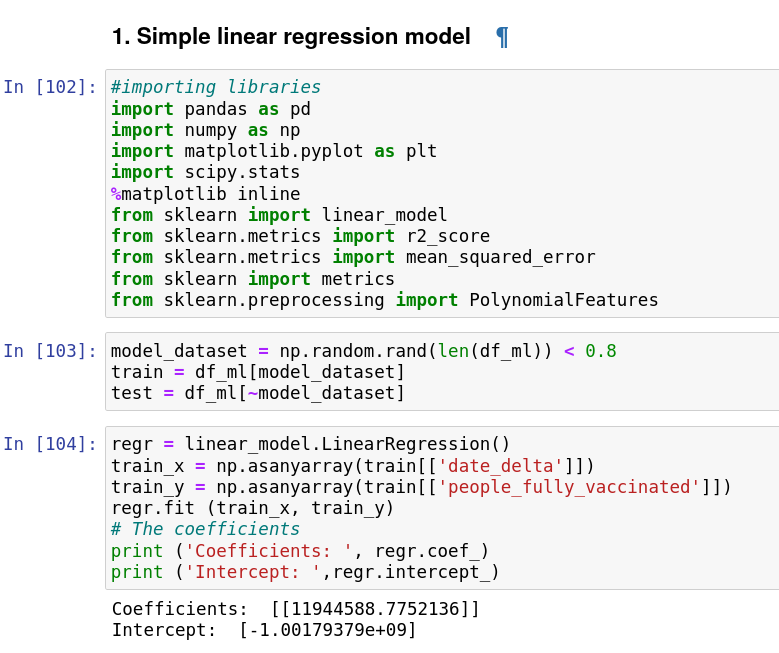 1. Simple linear regression model ¶
In [102]:
#importing libraries
import pandas as pd
import numpy as np
import matplotlib.pyplot as plt
import scipy.stats
%matplotlib inline
from sklearn import linear_model
from sklearn.metrics import r2_score
from sklearn.metrics import mean_squared_error
from sklearn import metrics
from sklearn.preprocessing import PolynomialFeatures
In [103]:
model_dataset = np.random.rand(len(df_ml)) < 0.8
train = df_ml[model_dataset]
test = df_ml[~model_dataset]
In [104]:
regr = linear_model.LinearRegression()
train_x = np.asanyarray(train[['date_delta']])
train_y = np.asanyarray(train[['people_fully_vaccinated']])
regr.fit (train_x, train_y)
# The coefficients
print ('Coefficients: ', regr.coef_)
print ('Intercept: ',regr.intercept_)
Coefficients:  [[11944588.7752136]]
Intercept:  [-1.00179379e+09]